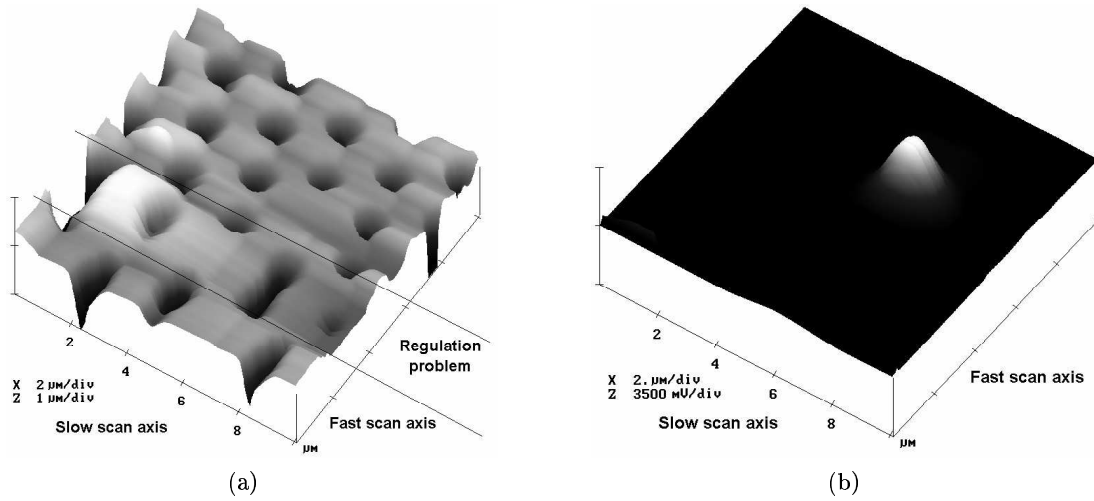 2
4
6
8
μm
X 2 μm/div
Z 1 μm/div
Slow scan axis
Fast scan axis
Regulation
problem
(a)
2
4
6
8
μm
X 2. μm/div
Z 3500 mV/div
Slow scan axis
Fast scan axis
(b)